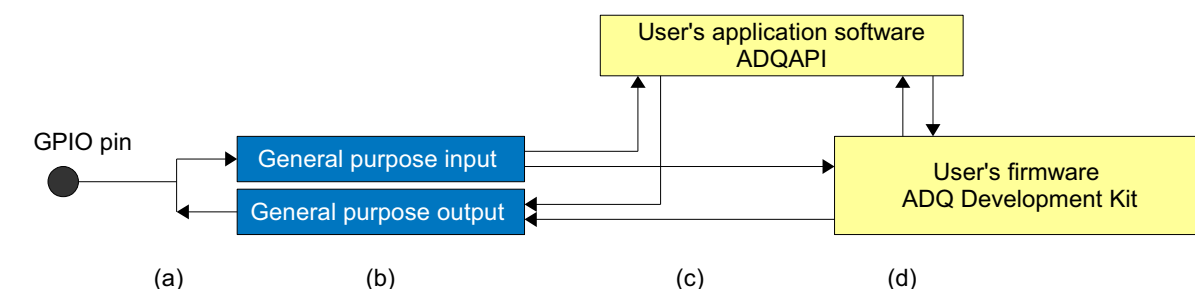 User's application software
ADQAPI
GPIO pin
General purpose input
General purpose output
User's firmware
ADQ Development Kit
(a)
(b)
(c)
(d)